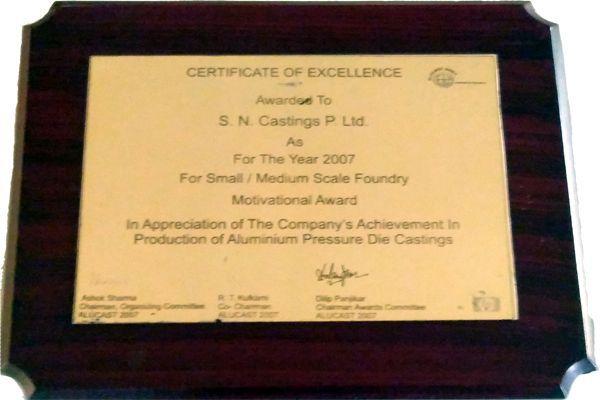 CERTIFICATE OF EXCELLENCE
Awarded To
S. N. Castings P. Ltd.
As
For The Year 2007
For Small / Medium Scale Foundry
Motivational Award
In Appreciation of The Company's Achievement In
Production of Aluminium Pressure Die Castings
Ashok Sharma
Chairman, Organizing Committee
ALUCAST 2007
R. T. Kulkarni
Co- Chairman
ALUCAST 2007
Dilip Panjikar
Chairman Awards Committee
ALUCAST 2007